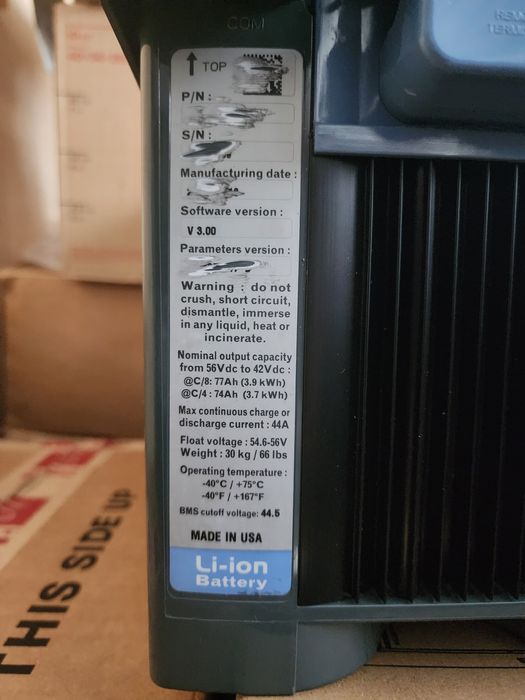 COM
↑ TOP
P/N :
S/N :
Manufacturing date :
Software version :
V 3.00
Parameters version :
Warning : do not
crush, short circuit,
dismantle, immerse
in any liquid, heat or
incinerate.
Nominal output capacity
from 56Vdc to 42Vdc :
@C/8: 77Ah (3.9 kWh)
@C/4 : 74Ah (3.7 kWh)
Max continuous charge or
discharge current : 44A
Float voltage : 54.6-56V
Weight : 30 kg / 66 lbs
Operating temperature :
-40°C / +75°C
-40°F / +167°F
BMS cutoff voltage: 44.5
MADE IN USA
Li-ion
Battery
THIS SIDE UP